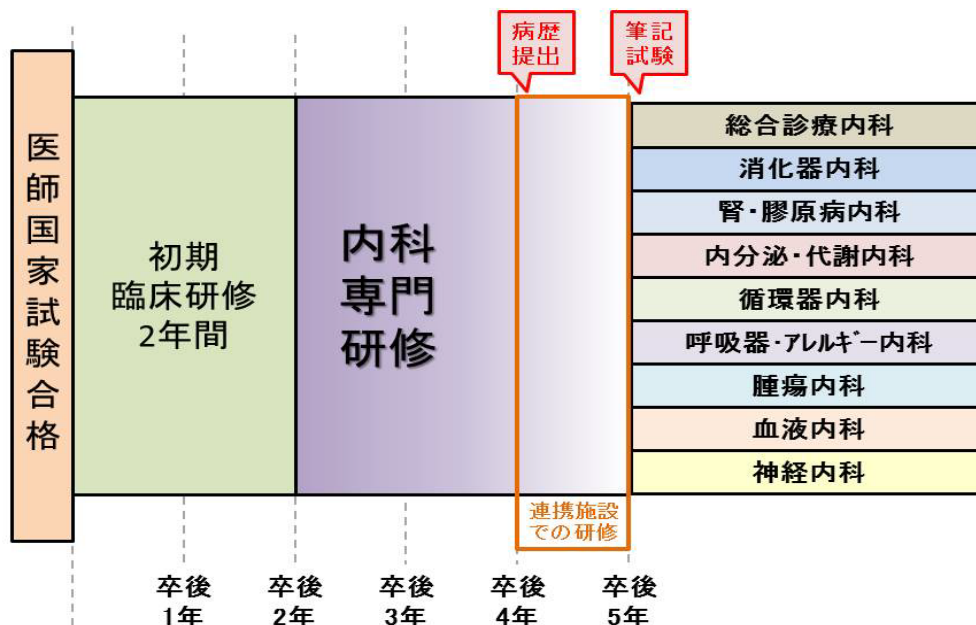 病歴
提出
筆記
試験
医師国家試験合格
初期
臨床研修
2年間
内科
専門
研修
総合診療内科
消化器内科
腎・膠原病内科
内分泌・代謝内科
循環器内科
呼吸器・アレルギー内科
腫瘍内科
血液内科
神経内科
連携施設
での研修
卒後
1年
卒後
2年
卒後
3年
卒後
4年
卒後
5年